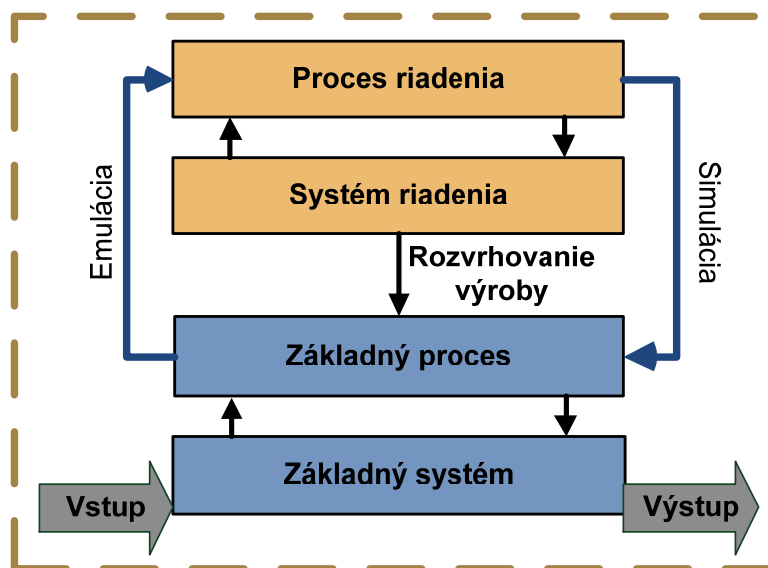 Proces riadenia
Emulácia
Simulácia
Systém riadenia
Rozvrhovanie
výroby
Základný proces
Základný systém
Vstup
Výstup